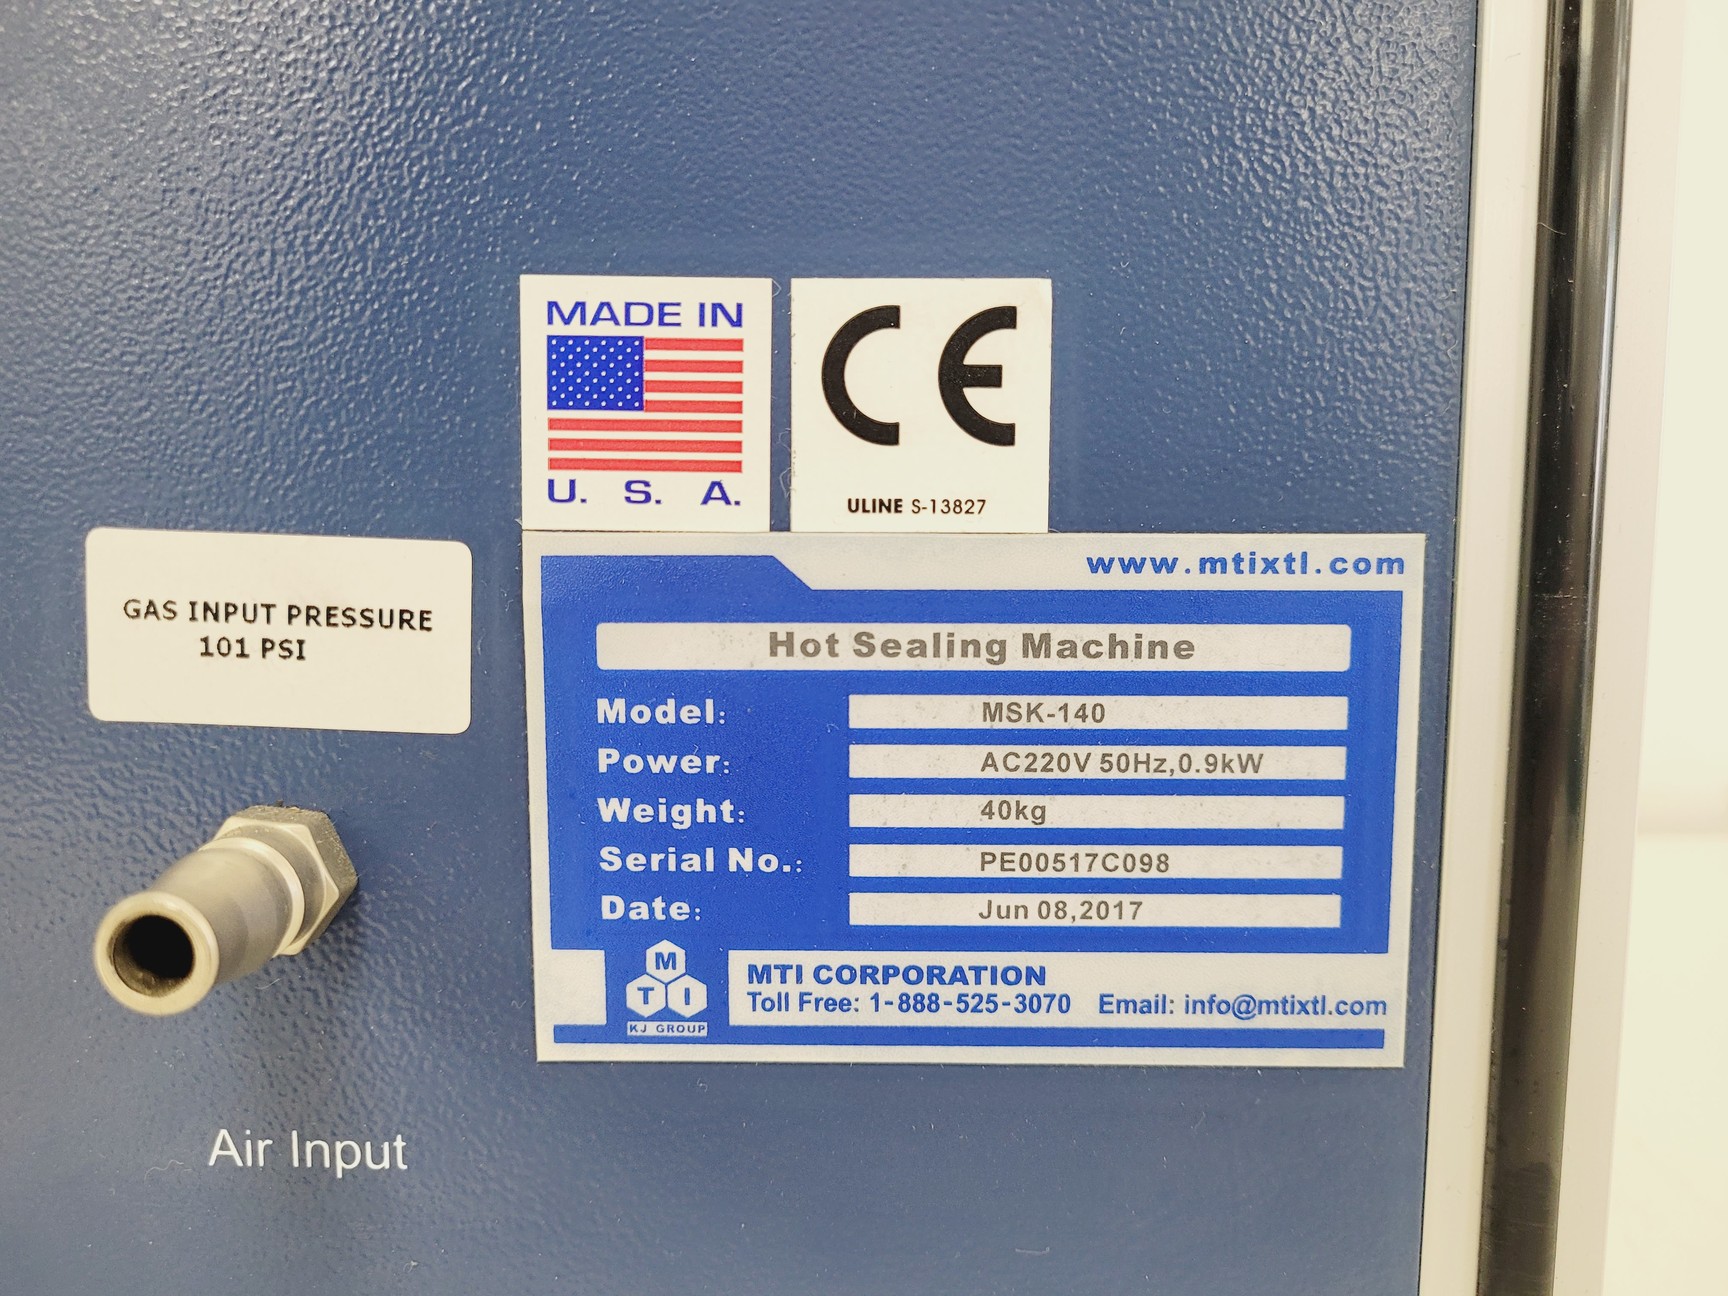 MADE IN
U. S. A.
CE
ULINE S-13827
GAS INPUT PRESSURE
101 PSI
www.mtixtl.com
Hot Sealing Machine
Model: MSK-140
Power: AC220V 50Hz,0.9kW
Weight: 40kg
Serial No.: PE00517C098
Date: Jun 08,2017
M
T I
KJ GROUP
MTI CORPORATION
Toll Free: 1-888-525-3070 Email: info@mtixtl.com
Air Input